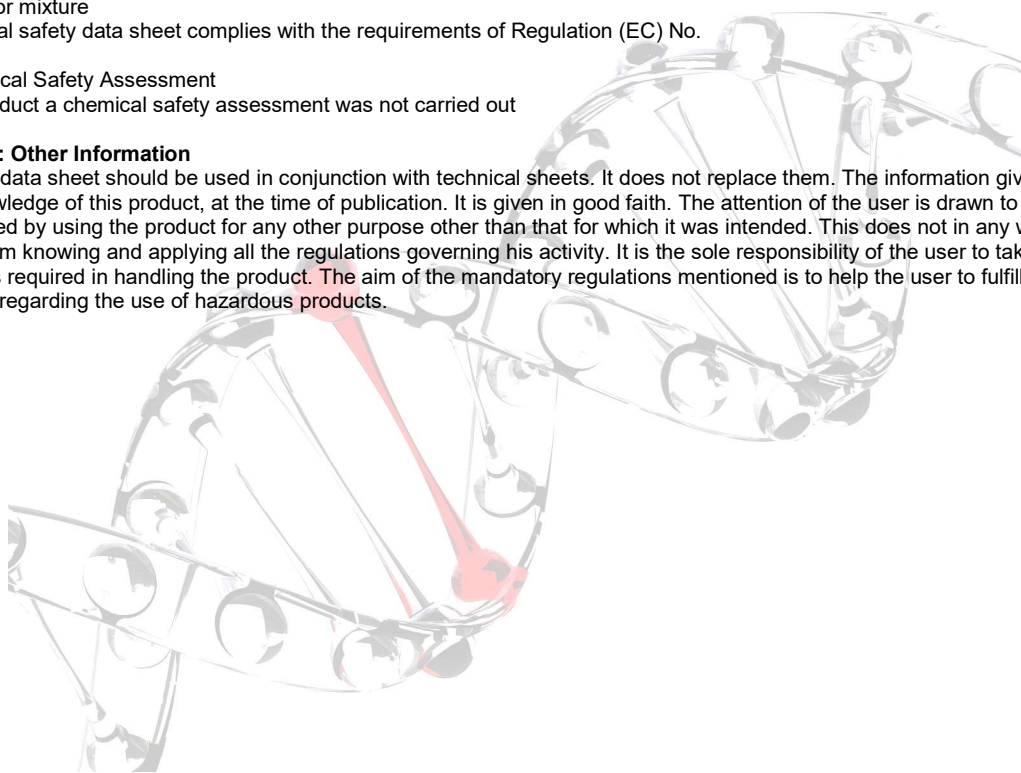 or mixture
al safety data sheet complies with the requirements of Regulation (EC) No.
cal Safety Assessment
duct a chemical safety assessment was not carried out
: Other Information
data sheet should be used in conjunction with technical sheets. It does not replace them. The information giv
wledge of this product, at the time of publication. It is given in good faith. The attention of the user is drawn to
ed by using the product for any other purpose other than that for which it was intended. This does not in any w
m knowing and applying all the regulations governing his activity. It is the sole responsibility of the user to tak
s required in handling the product. The aim of the mandatory regulations mentioned is to help the user to fulfill
regarding the use of hazardous products.